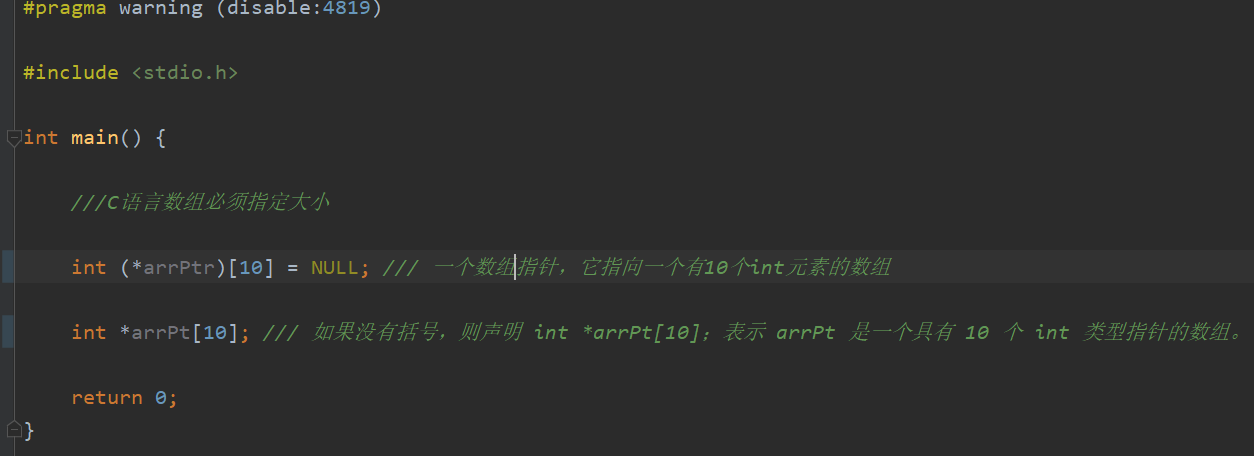 #pragma warning (disable:4819)
#include <stdio.h>
int main() {
///C语言数组必须指定大小
int (*arrPtr)[10] = NULL; /// 一个数组指针，它指向一个有10个int元素的数组
int *arrPt[10]; /// 如果没有括号，则声明 int *arrPt[10]；表示 arrPt 是一个具有 10 个 int 类型指针的数组。
return 0;
}